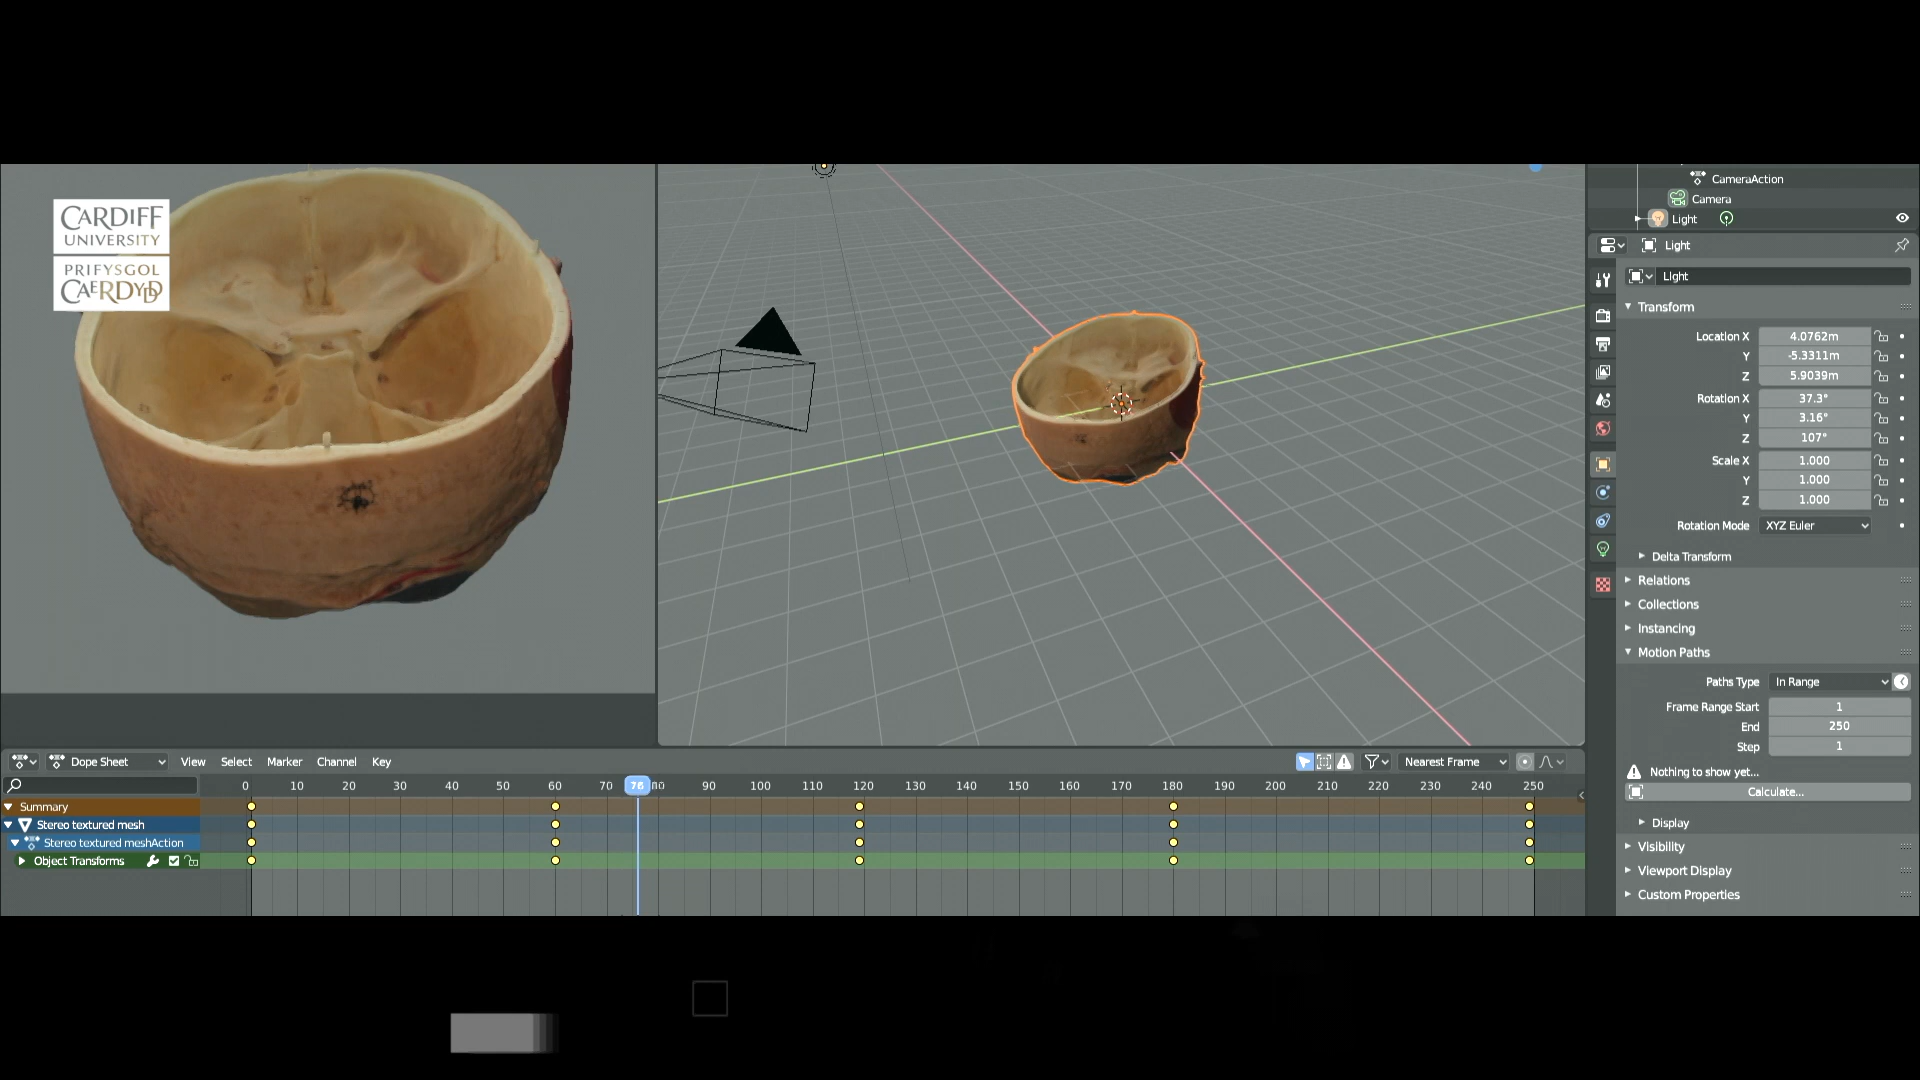 CARDIFF
UNIVERSITY
PRIFYSGOL
CAERDYDD
CameraAction
Camera
Light
Light
LIght
Transform
Location X 4.0762m
Y -5.3311m
Z 5.9039m
Rotation X 37.3°
Y 3.16°
Z 107°
Scale X 1.000
Y 1.000
Z 1.000
Rotation Mode XYZ Euler
Delta Transform
Relations
Collections
Instancing
Motion Paths
Paths Type In Range
Frame Range Start 1
End 250
Step 1
Nothing to show yet...
Calculate...
Display
Visibility
Viewport Display
Custom Properties
Dope Sheet View Select Marker Channel Key Nearest Frame
0 10 20 30 40 50 60 70 76 90 100 110 120 130 140 150 160 170 180 190 200 210 220 230 240 250
Summary
Stereo textured mesh
Stereo textured meshAction
Object Transforms